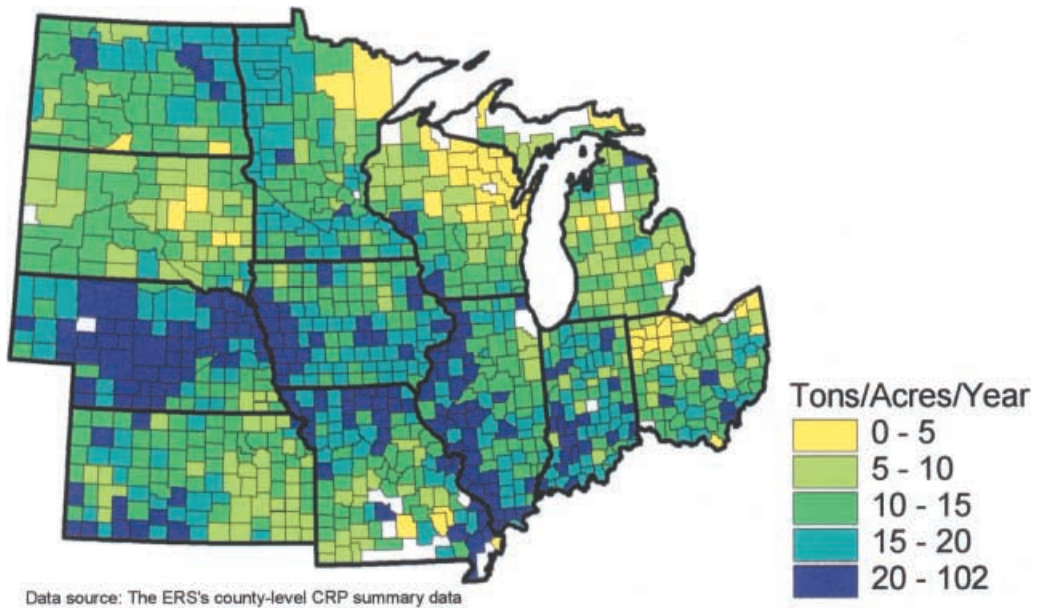 Tons/Acres/Year
0 - 5
5 - 10
10 - 15
15 - 20
20 - 102
Data source: The ERS's county-level CRP summary data